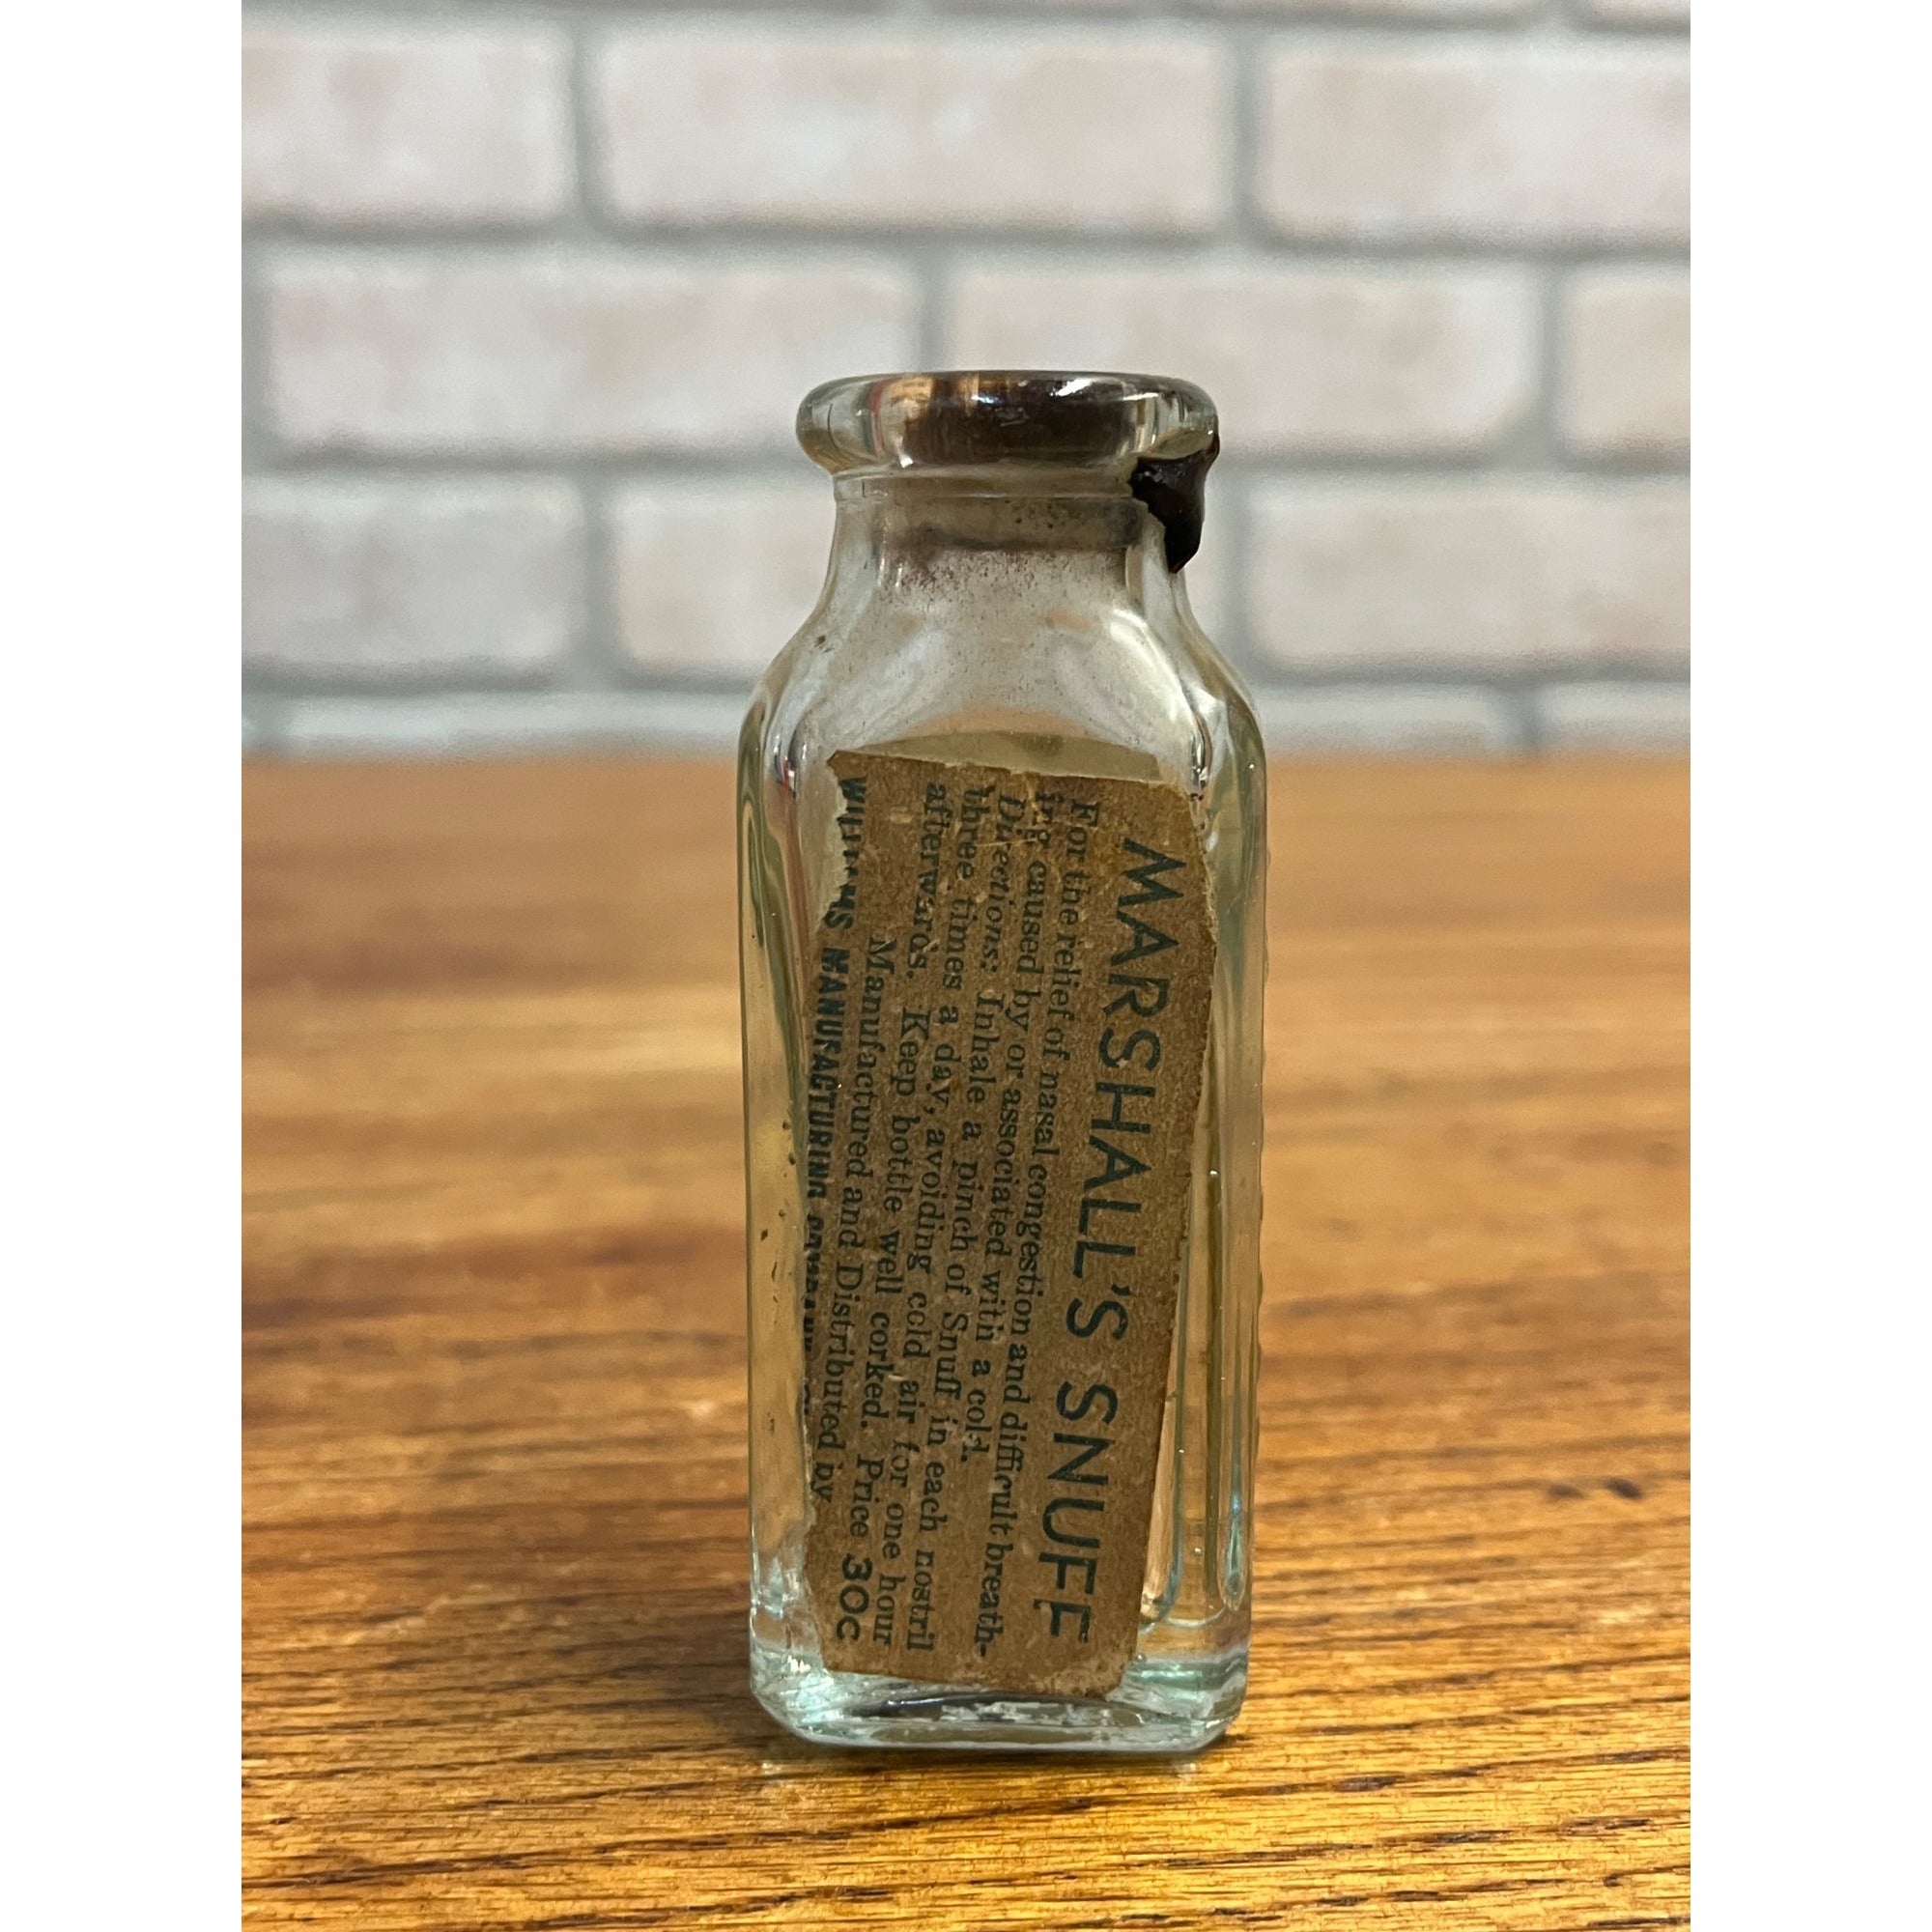 MARSHALL'S SNUFF
For the relief of nasal congestion and difficult breath-
ing caused by or associated with a cold.
Directions: Inhale a pinch of Snuff in each nostril
three times a day, avoiding cold air for one hour
afterwards. Keep bottle well corked. Price 30c
Manufactured and Distributed by
WILLIAMS MANUFACTURING COMPANY